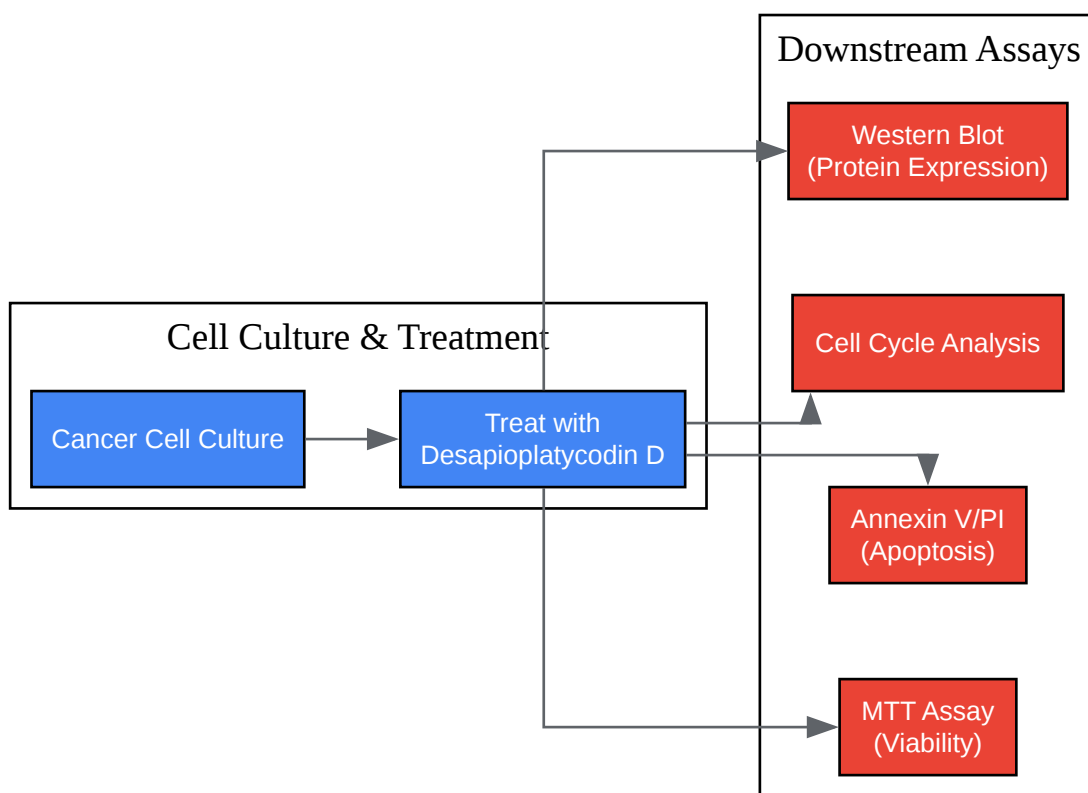 Downstream Assays
Western Blot
(Protein Expression)
Cell Culture & Treatment
Cell Cycle Analysis
Cancer Cell Culture
Treat with
Desapioplatycodin D
Annexin V/PI
(Apoptosis)
MTT Assay
(Viability)